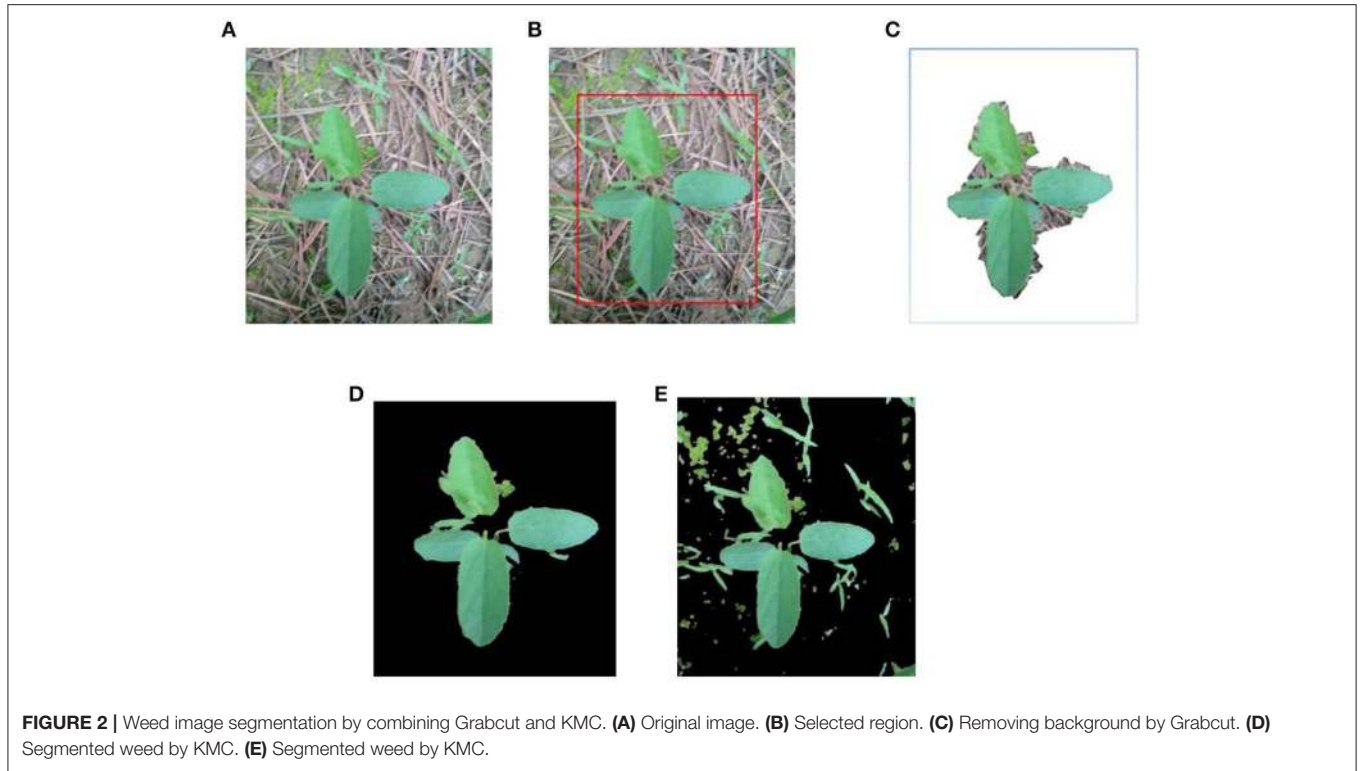 A
B
C
D
E
FIGURE 2 | Weed image segmentation by combining Grabcut and KMC. (A) Original image. (B) Selected region. (C) Removing background by Grabcut. (D)
Segmented weed by KMC. (E) Segmented weed by KMC.